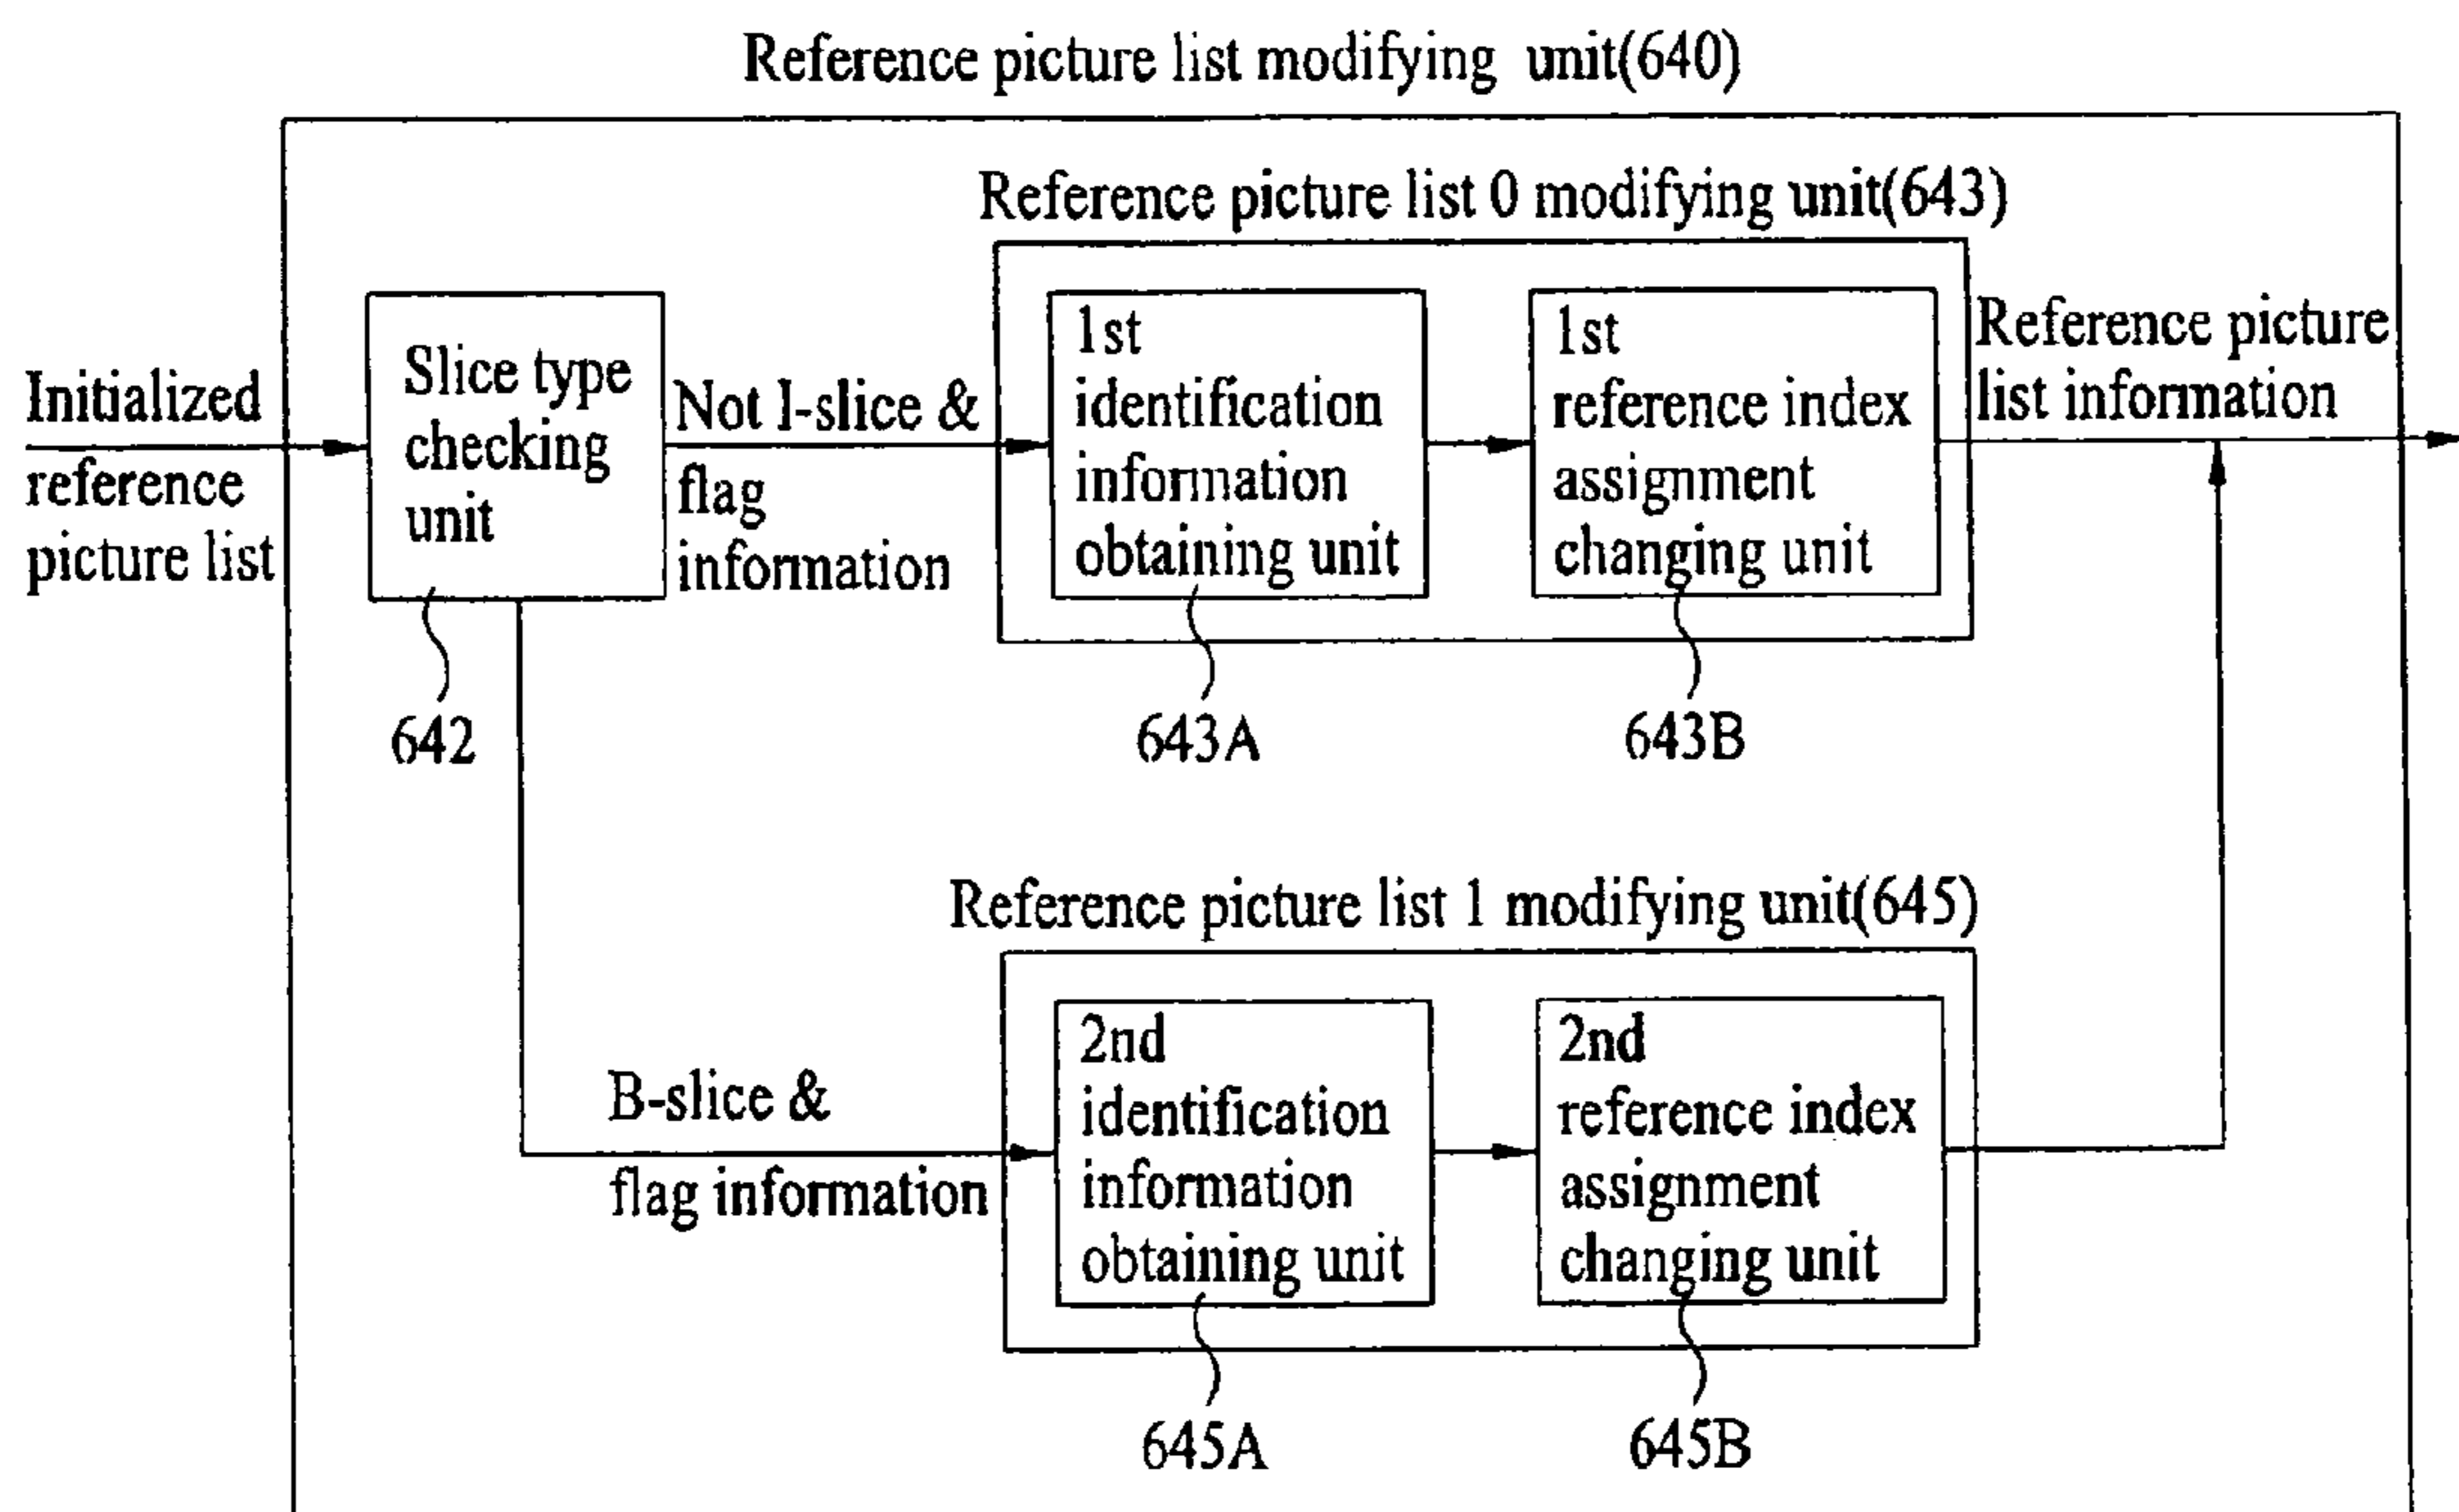 Reference picture list modifying unit(640)
Reference picture list 0 modifying unit(643)
Initialized
reference
picture list
Slice type
checking
unit
642
Not I-slice &
flag
information
1st
identification
information
obtaining unit
643A
1st
reference index
assignment
changing unit
643B
Reference picture
list information
Reference picture list 1 modifying unit(645)
B-slice &
flag information
2nd
identification
information
obtaining unit
645A
2nd
reference index
assignment
changing unit
645B